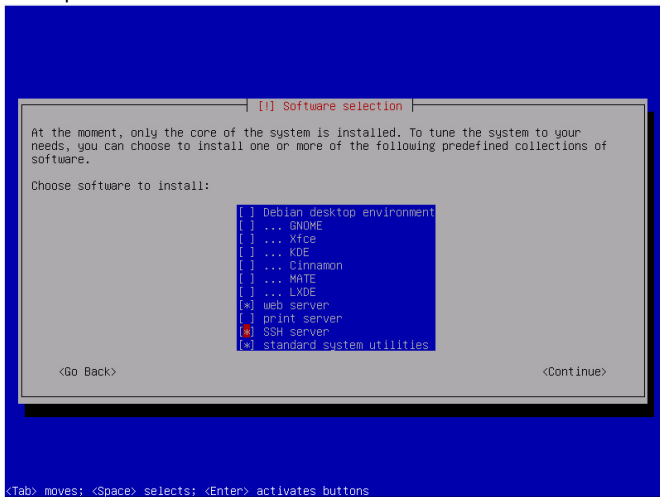 [!] Software selection
At the moment, only the core of the system is installed. To tune the system to your
needs, you can choose to install one or more of the following predefined collections of
software.
Choose software to install:
[ ] Debian desktop environment
[ ] ... GNOME
[ ] ... Xfce
[ ] ... KDE
[ ] ... Cinnamon
[ ] ... MATE
[ ] ... LXDE
[*] web server
[ ] print server
[*] SSH server
[*] standard system utilities
<Go Back> <Continue>
<Tab> moves; <Space> selects; <Enter> activates buttons